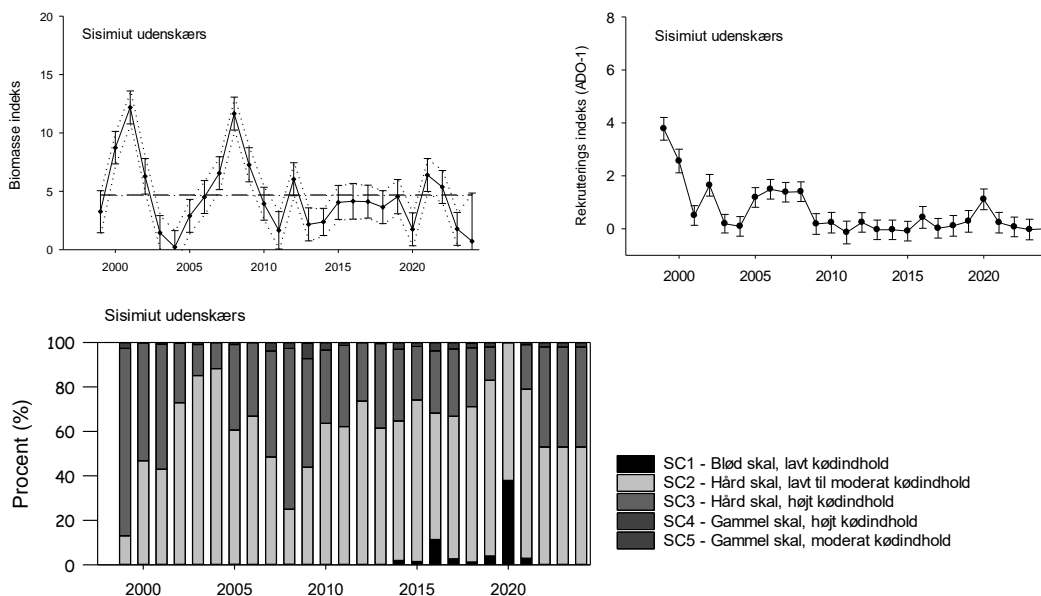 Sisimiut udenskærs
Biomasse indeks
20
15
10
5
0
2000 2005 2010 2015 2020
Sisimiut udenskærs
Rekrutterings indeks (ADO-1)
8
6
4
2
0
2000 2005 2010 2015 2020
Sisimiut udenskærs
Procent (%)
100
80
60
40
20
0
2000 2005 2010 2015 2020
SC1 - Blød skal, lavt kødindhold
SC2 - Hård skal, lavt til moderat kødindhold
SC3 - Hård skal, højt kødindhold
SC4 - Gammel skal, højt kødindhold
SC5 - Gammel skal, moderat kødindhold